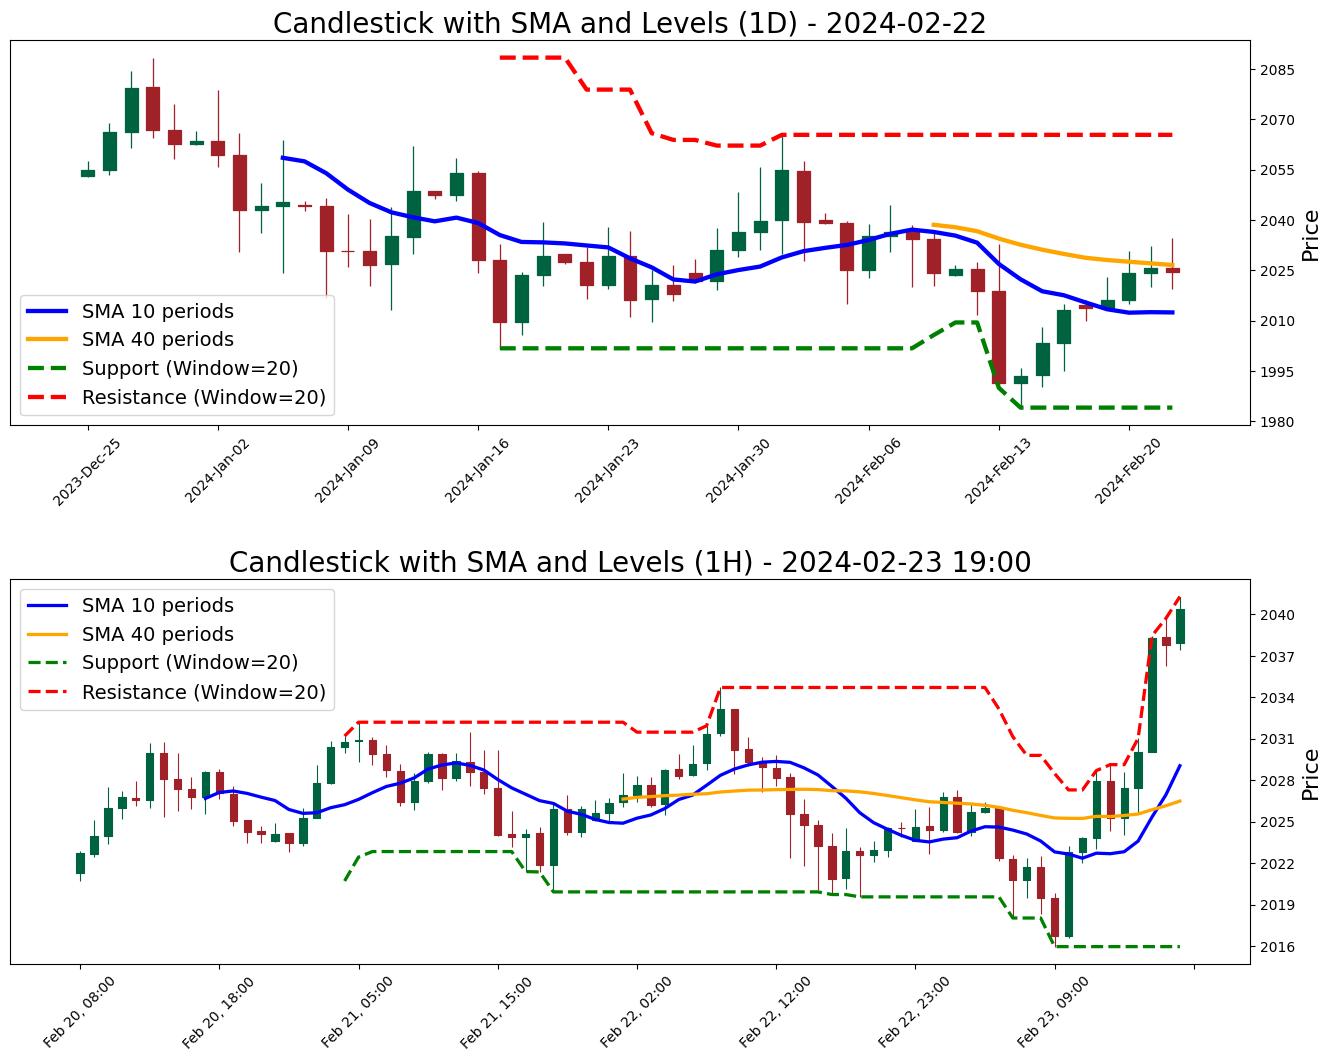 Candlestick with SMA and Levels (1D) - 2024-02-22
2085
2070
2055
2040
2025
2010
1995
1980
Price
SMA 10 periods
SMA 40 periods
Support (Window=20)
Resistance (Window=20)
2023-Dec-25
2024-Jan-02
2024-Jan-09
2024-Jan-16
2024-Jan-23
2024-Jan-30
2024-Feb-06
2024-Feb-13
2024-Feb-20
Candlestick with SMA and Levels (1H) - 2024-02-23 19:00
SMA 10 periods
SMA 40 periods
Support (Window=20)
Resistance (Window=20)
2040
2037
2034
2031
2028
2025
2022
2019
2016
Price
Feb 20, 08:00
Feb 20, 18:00
Feb 21, 05:00
Feb 21, 15:00
Feb 22, 02:00
Feb 22, 12:00
Feb 22, 23:00
Feb 23, 09:00